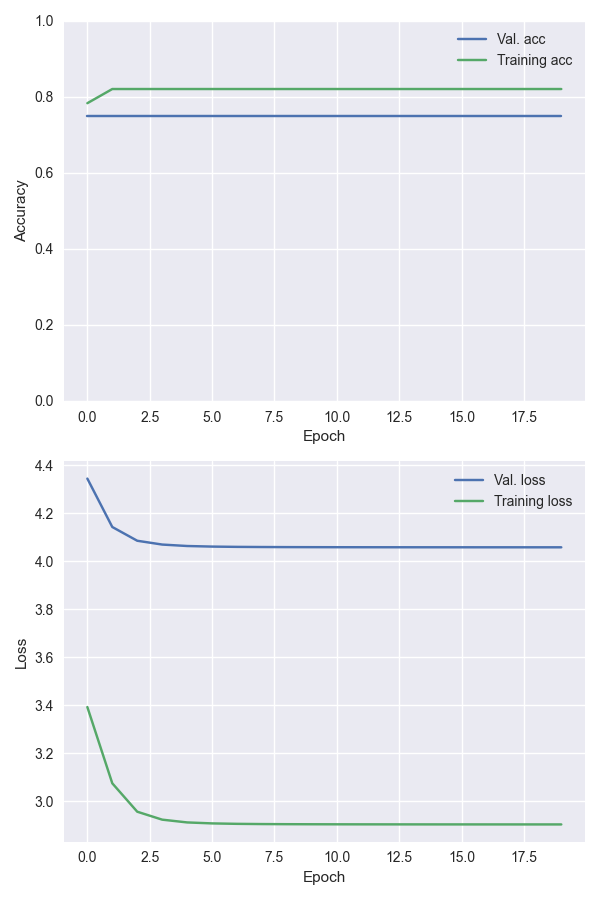 1.0
Val. acc
Training acc
0.8
0.6
Accuracy
0.4
0.2
0.0
0.0 2.5 5.0 7.5 10.0 12.5 15.0 17.5
Epoch
4.4
Val. loss
Training loss
4.2
4.0
3.8
Loss
3.6
3.4
3.2
3.0
0.0 2.5 5.0 7.5 10.0 12.5 15.0 17.5
Epoch